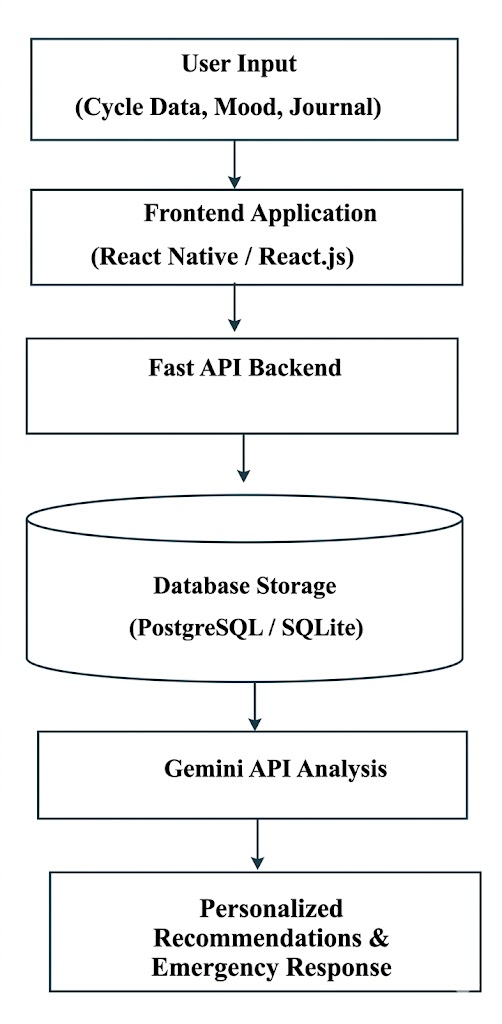 User Input
(Cycle Data, Mood, Journal)
Frontend Application
(React Native / React.js)
Fast API Backend
Database Storage
(PostgreSQL / SQLite)
Gemini API Analysis
Personalized
Recommendations &
Emergency Response